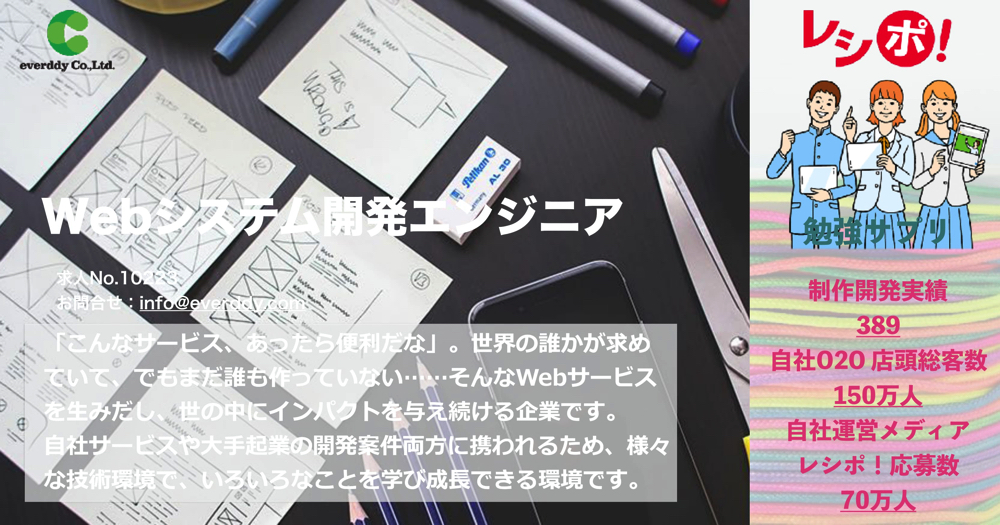 everddy Co.,Ltd.
THIS IS WRONG
Pelikan
AL 30
13
Webシステム開発エンジニア
求人No.10223
お問合せ：info@everddy.com
「こんなサービス、あったら便利だな」。世界の誰かが求め
ていて、でもまだ誰も作っていない……そんなWebサービス
を生みだし、世の中にインパクトを与え続ける企業です。
自社サービスや大手起業の開発案件両方に携われるため、様々
な技術環境で、いろいろなことを学び成長できる環境です。
レシポ！
勉強サプリ
制作開発実績
389
自社O2O 店頭総客数
150万人
自社運営メディア
レシポ！応募数
70万人